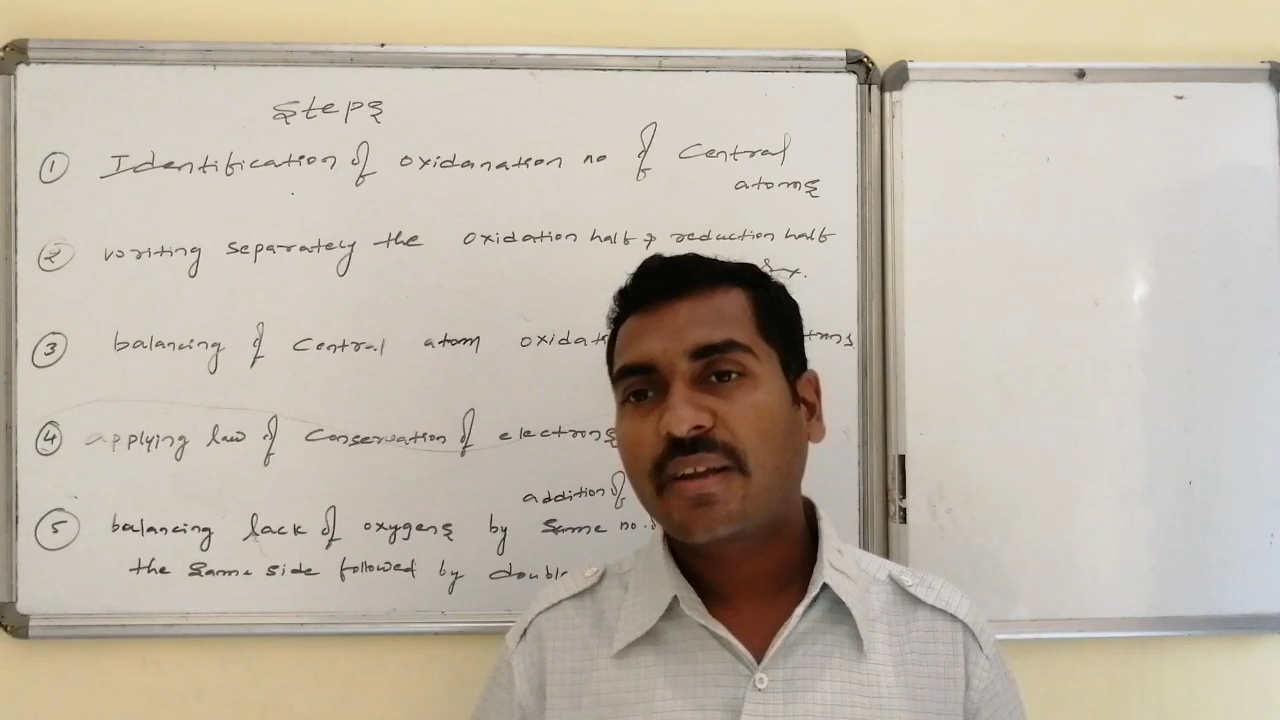 Steps
① Identification of oxidanation no of Central
atoms
② writing separately the oxidation half & reduction half
③ balancing of Central atom
④ applying law of Conservation of electrons
addition of
⑤ balancing lack of oxygens by same no. of
the same side followed by